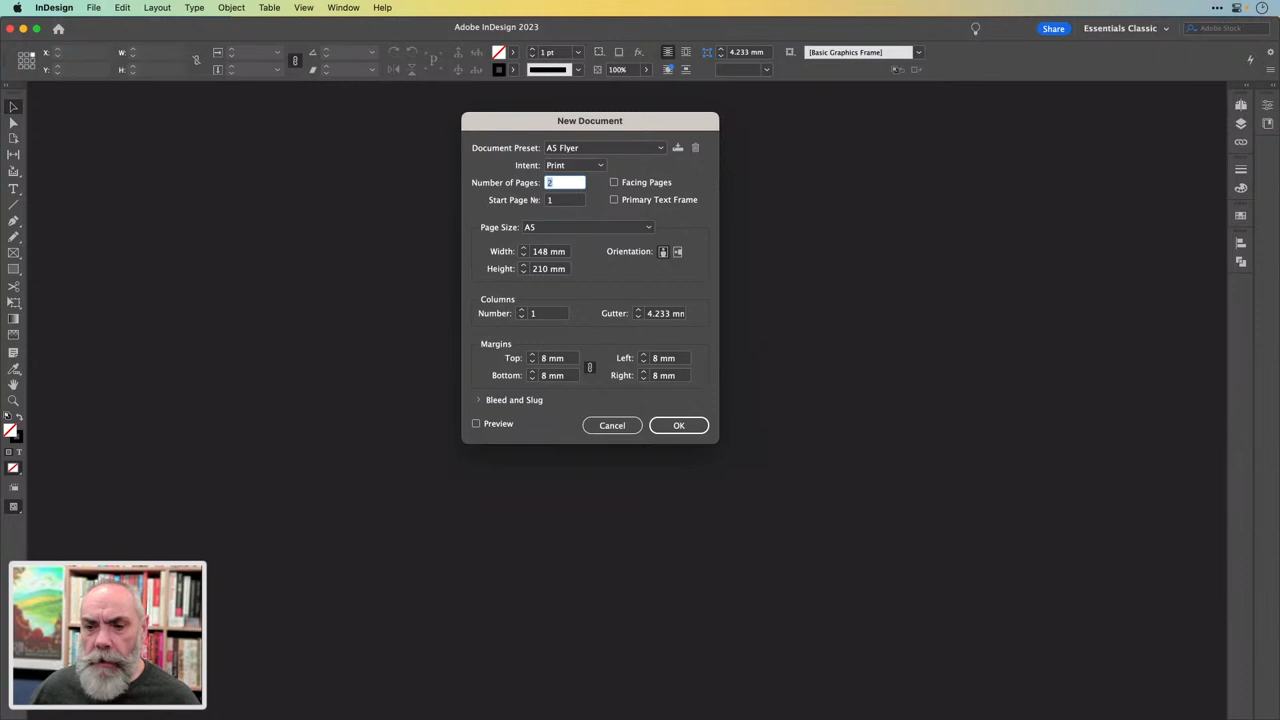 InDesign File Edit Layout Type Object Table View Window Help
Adobe InDesign 2023
Share Essentials Classic Adobe Stock
X: W: 1 pt fx. 4.233 mm [Basic Graphics Frame]
Y: H: 100%
New Document
Document Preset: A5 Flyer
Intent: Print
Number of Pages: 2 Facing Pages
Start Page №: 1 Primary Text Frame
Page Size: A5
Width: 148 mm Orientation:
Height: 210 mm
Columns
Number: 1 Gutter: 4.233 mm
Margins
Top: 8 mm Left: 8 mm
Bottom: 8 mm Right: 8 mm
Bleed and Slug
Preview Cancel OK